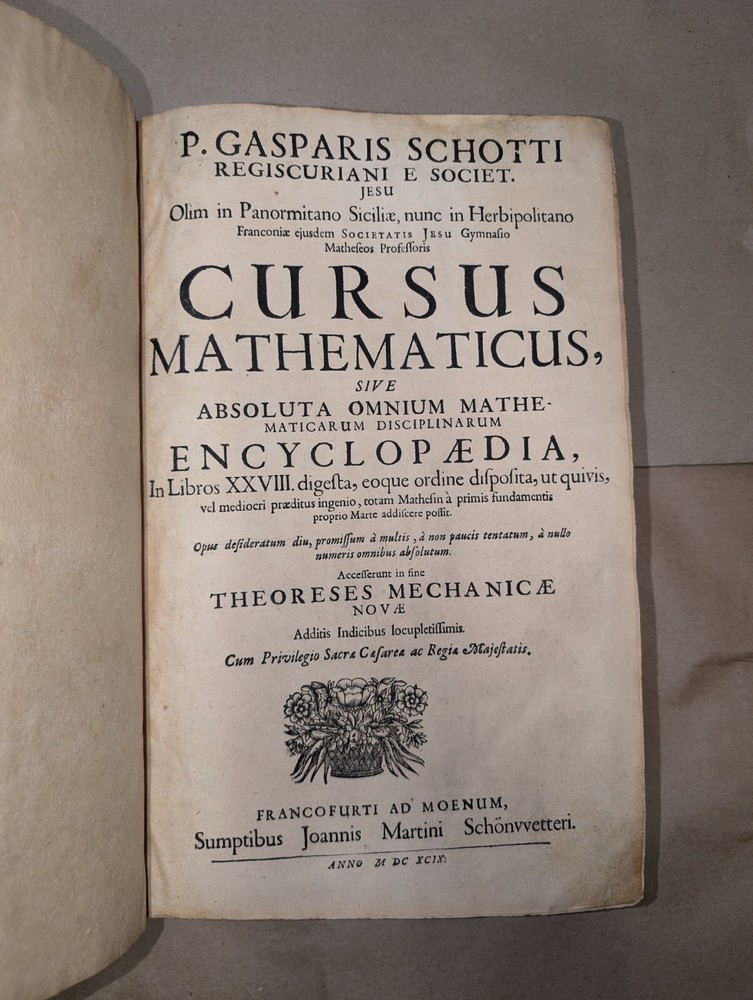 P. GASPARIS SCHOTTI
REGISCURIANI E SOCIET.
JESU
Olim in Panormitano Siciliæ, nunc in Herbipolitano
Franconiæ ejusdem SOCIETATIS JESU Gymnaſio
Matheſeos Profeſſoris
CURSUS
MATHEMATICUS,
SIVE
ABSOLUTA OMNIUM MATHE-
MATICARUM DISCIPLINARUM
ENCYCLOPÆDIA,
In Libros XXVIII. digeſta, eoque ordine diſpoſita, ut quivis,
vel mediocri præditus ingenio, totam Matheſin à primis fundamentis
proprio Marte addiſcere poſſit.
Opus deſideratum diu, promiſſum à multis, à non paucis tentatum, à nullo
numeris omnibus abſolutum.
Acceſſerunt in fine
THEORESES MECHANICÆ
NOVÆ
Additis Indicibus locupletiſſimis.
Cum Privilegio Sacræ Cæſareæ ac Regiæ Majeſtatis.
FRANCOFURTI AD MOENUM,
Sumptibus Joannis Martini Schönvvetteri.
ANNO M DC XCIX.